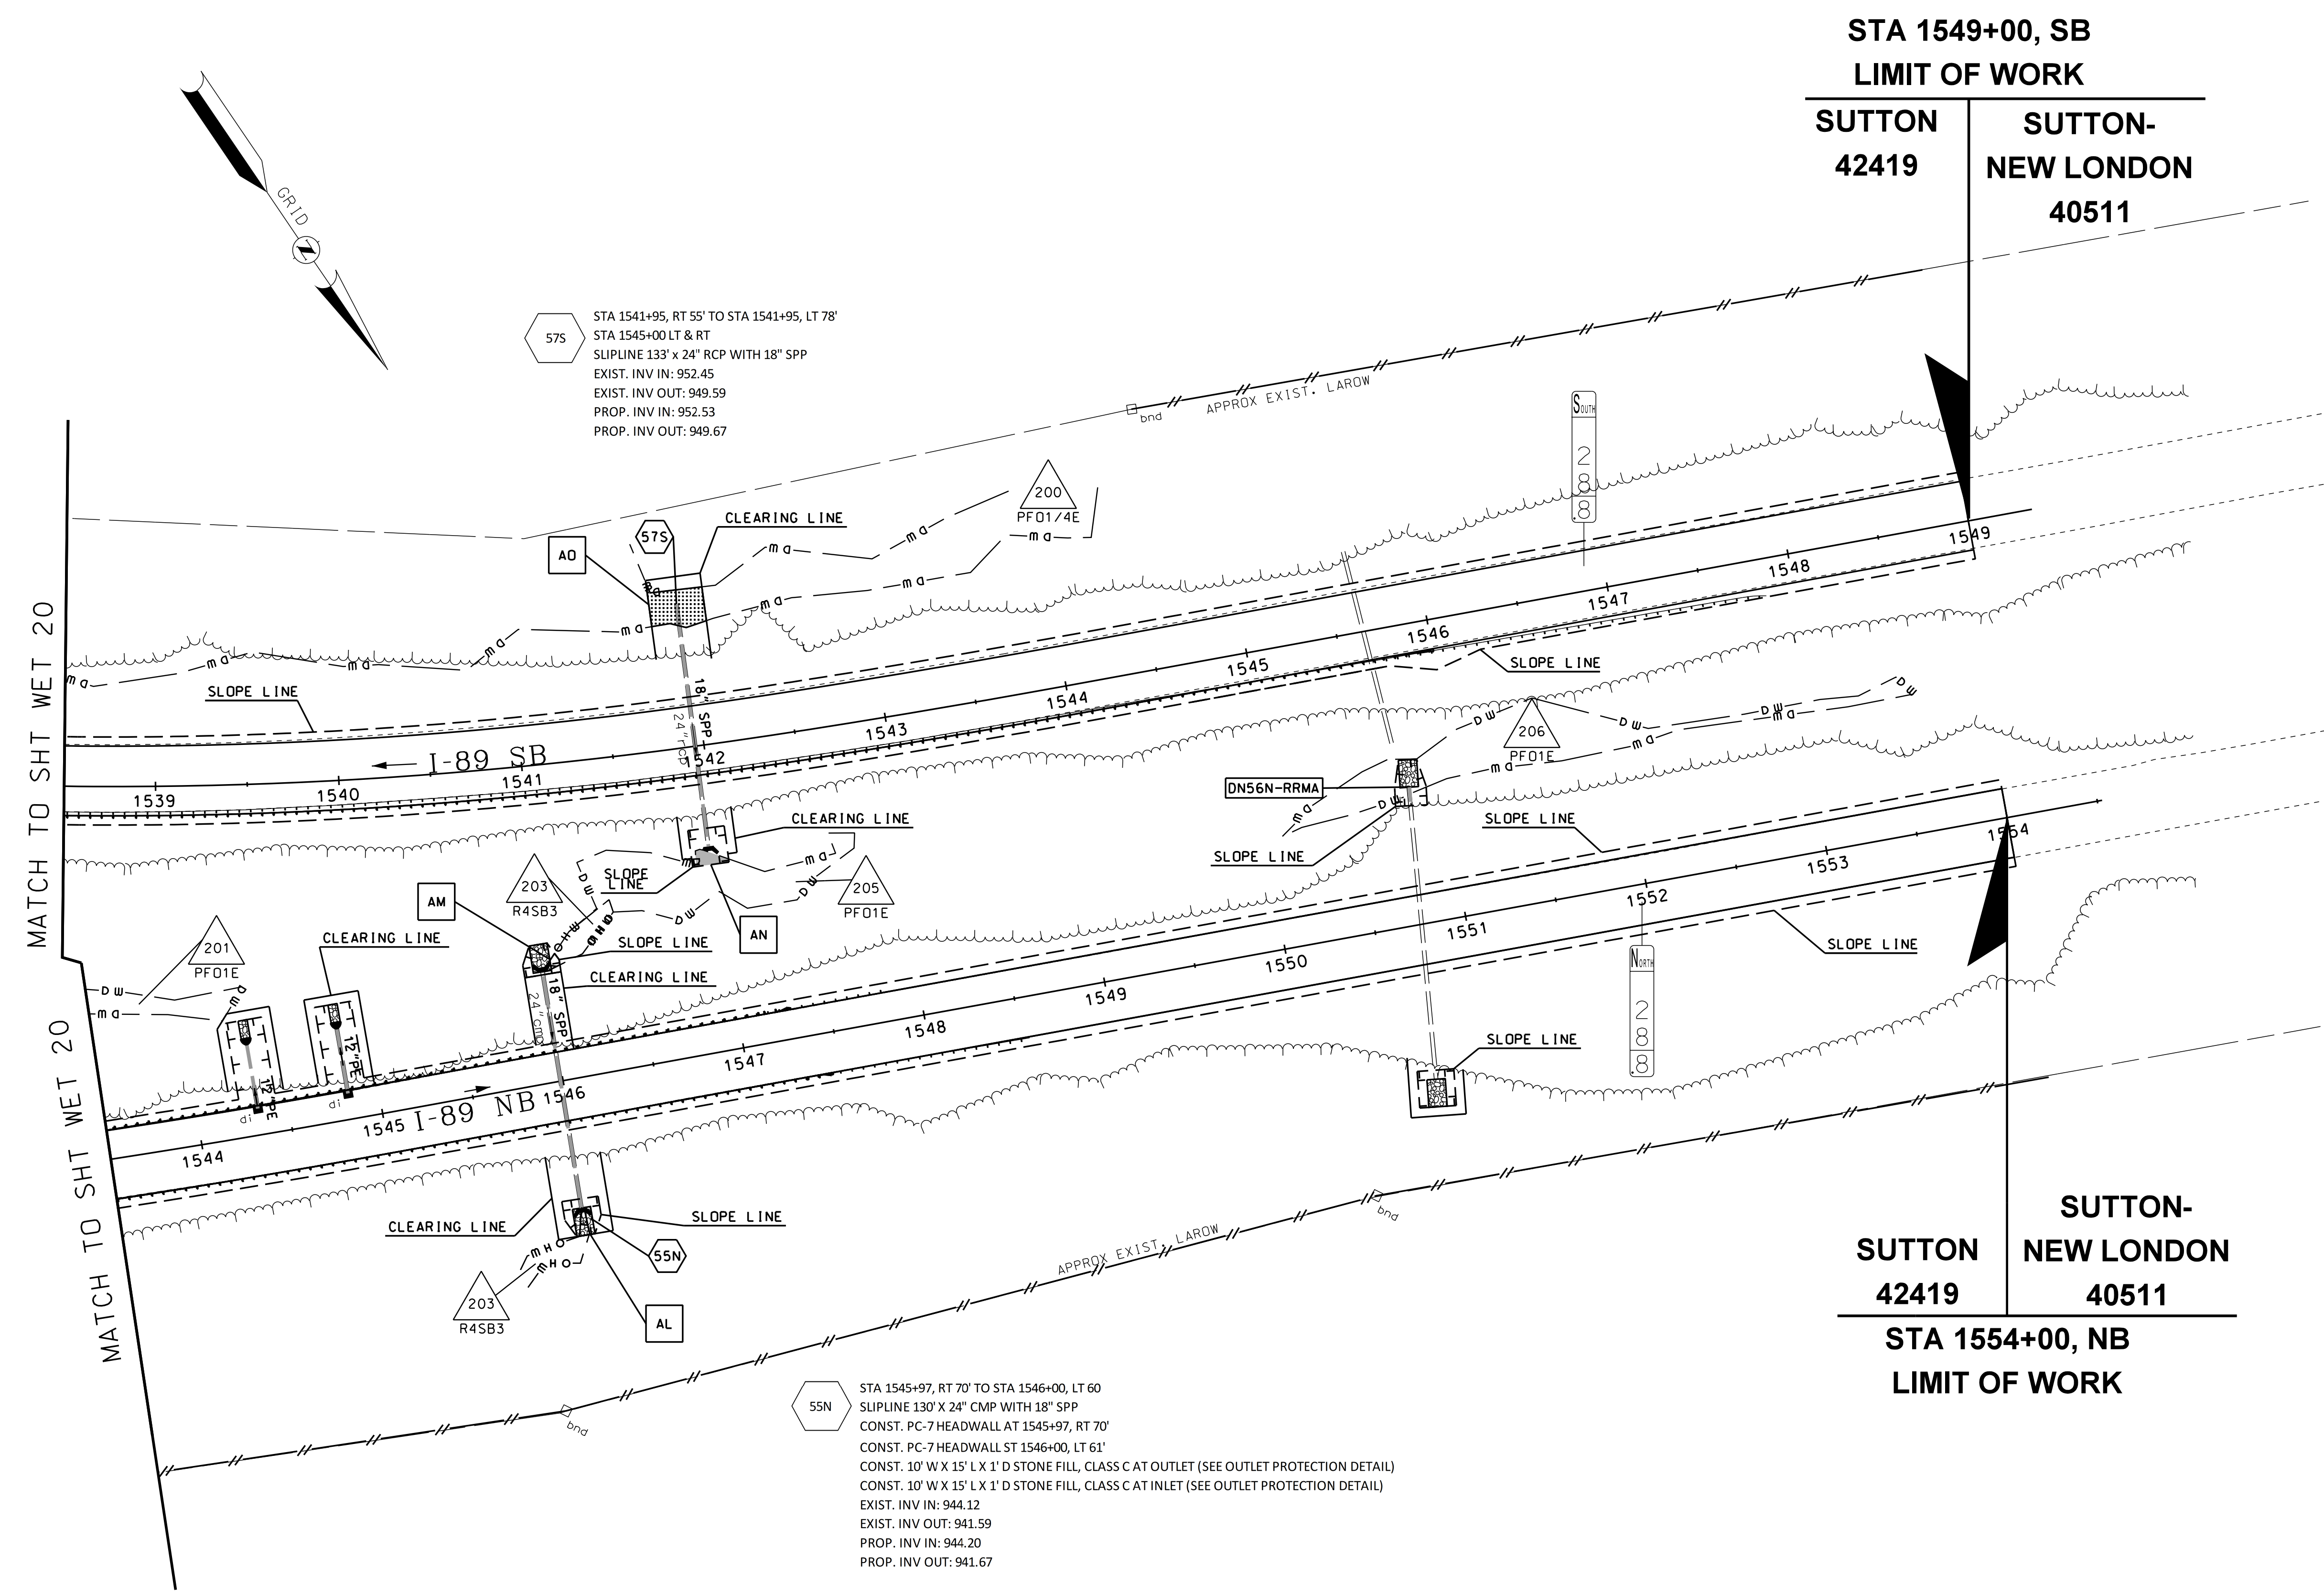 STA 1549+00, SB
LIMIT OF WORK
SUTTON
42419
SUTTON-
NEW LONDON
40511
GRID
N
57S
STA 1541+95, RT 55' TO STA 1541+95, LT 78'
STA 1545+00 LT & RT
SLIPLINE 133' x 24" RCP WITH 18" SPP
EXIST. INV IN: 952.45
EXIST. INV OUT: 949.59
PROP. INV IN: 952.53
PROP. INV OUT: 949.67
bnd
APPROX EXIST. LAROW
SOUTH
288.8
200
PF01/4E
CLEARING LINE
57S
AO
MATCH TO SHT WET 20
SLOPE LINE
18" SPP
24"rcp
I-89 SB
1539
1540
1541
1542
1543
1544
1545
1546
1547
1548
1549
SLOPE LINE
206
PF01E
DN56N-RRMA
CLEARING LINE
SLOPE LINE
SLOPE LINE
SLOPE
LINE
203
R4SB3
205
PF01E
AM
AN
201
PF01E
CLEARING LINE
SLOPE LINE
CLEARING LINE
18" SPP
24"cmp
12"PE
12"PE
di
di
I-89 NB
1544
1545
1546
1547
1548
1549
1550
1551
1552
1553
1554
NORTH
288.8
SLOPE LINE
SLOPE LINE
MATCH TO SHT WET 20
CLEARING LINE
SLOPE LINE
55N
203
R4SB3
AL
APPROX EXIST. LAROW
bnd
bnd
SUTTON
42419
SUTTON-
NEW LONDON
40511
STA 1554+00, NB
LIMIT OF WORK
55N
STA 1545+97, RT 70' TO STA 1546+00, LT 60
SLIPLINE 130' X 24" CMP WITH 18" SPP
CONST. PC-7 HEADWALL AT 1545+97, RT 70'
CONST. PC-7 HEADWALL ST 1546+00, LT 61'
CONST. 10' W X 15' L X 1' D STONE FILL, CLASS C AT OUTLET (SEE OUTLET PROTECTION DETAIL)
CONST. 10' W X 15' L X 1' D STONE FILL, CLASS C AT INLET (SEE OUTLET PROTECTION DETAIL)
EXIST. INV IN: 944.12
EXIST. INV OUT: 941.59
PROP. INV IN: 944.20
PROP. INV OUT: 941.67